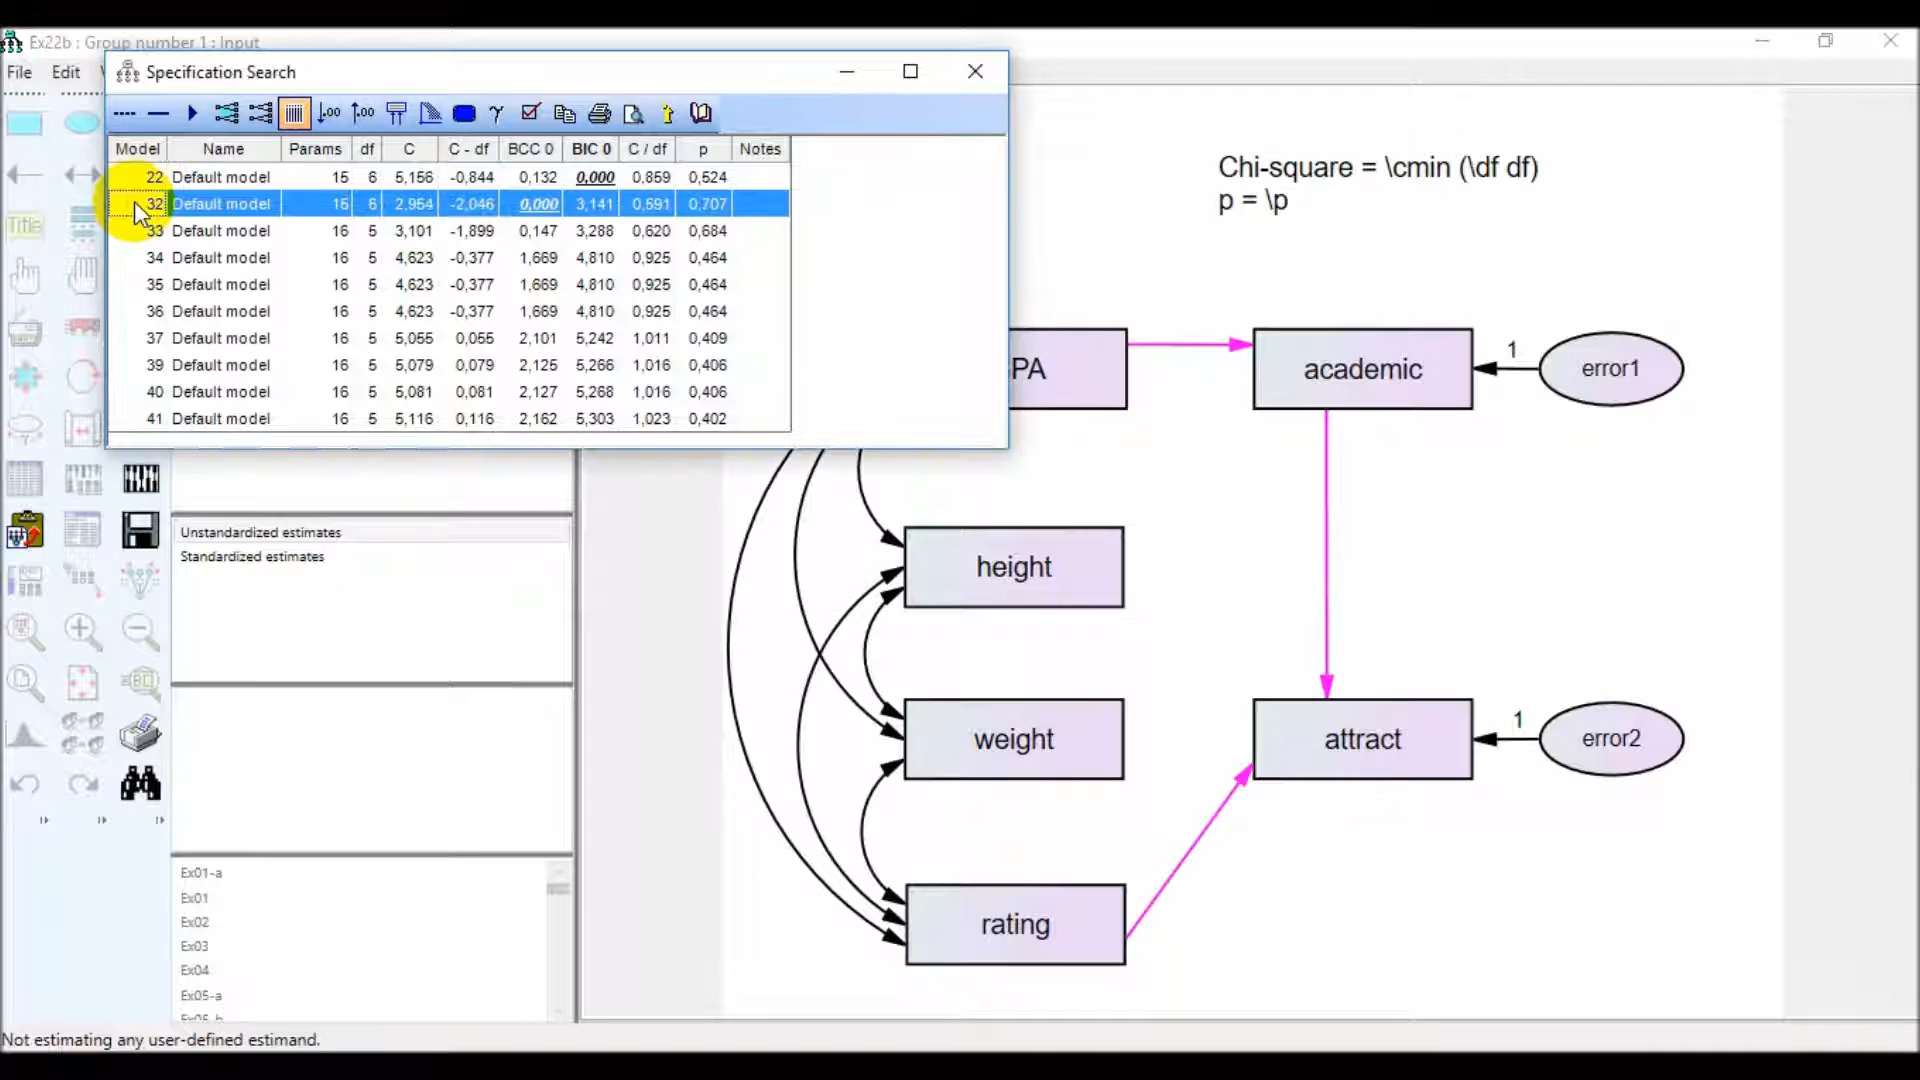 Ex22b : Group number 1 : Input
File Edit V
Specification Search
Model Name Params df C C - df BCC 0 BIC 0 C / df p Notes
22 Default model 15 6 5,156 -0,844 0,132 0,000 0,859 0,524
32 Default model 15 6 2,954 -2,046 0,000 3,141 0,591 0,707
33 Default model 16 5 3,101 -1,899 0,147 3,288 0,620 0,684
34 Default model 16 5 4,623 -0,377 1,669 4,810 0,925 0,464
35 Default model 16 5 4,623 -0,377 1,669 4,810 0,925 0,464
36 Default model 16 5 4,623 -0,377 1,669 4,810 0,925 0,464
37 Default model 16 5 5,055 0,055 2,101 5,242 1,011 0,409
39 Default model 16 5 5,079 0,079 2,125 5,266 1,016 0,406
40 Default model 16 5 5,081 0,081 2,127 5,268 1,016 0,406
41 Default model 16 5 5,116 0,116 2,162 5,303 1,023 0,402
Title
Unstandardized estimates
Standardized estimates
Ex01-a
Ex01
Ex02
Ex03
Ex04
Ex05-a
Ex05-b
Chi-square = \cmin (\df df)
p = \p
PA
academic
1
error1
height
weight
attract
1
error2
rating
Not estimating any user-defined estimand.